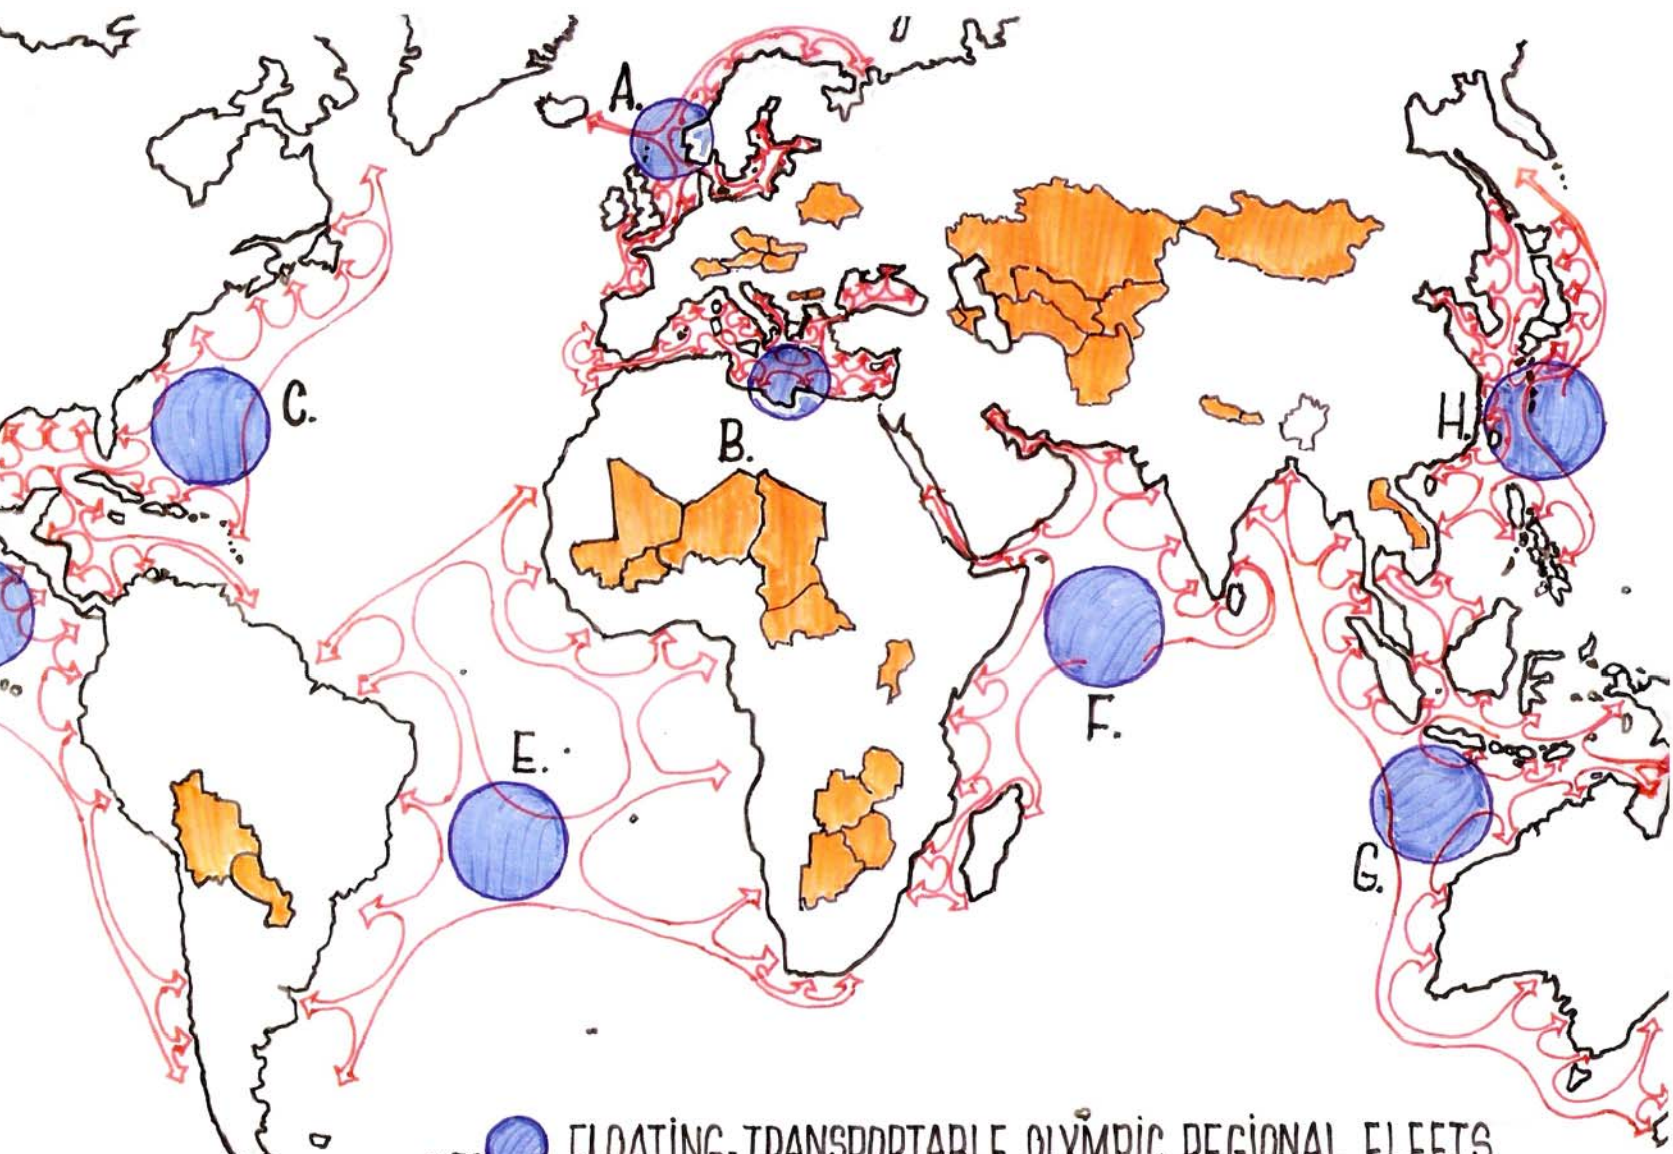 A.
C.
B.
H.
F.
E.
G.
FLOATING-TRANSPORTABLE OLYMPIC REGIONAL FLEETS